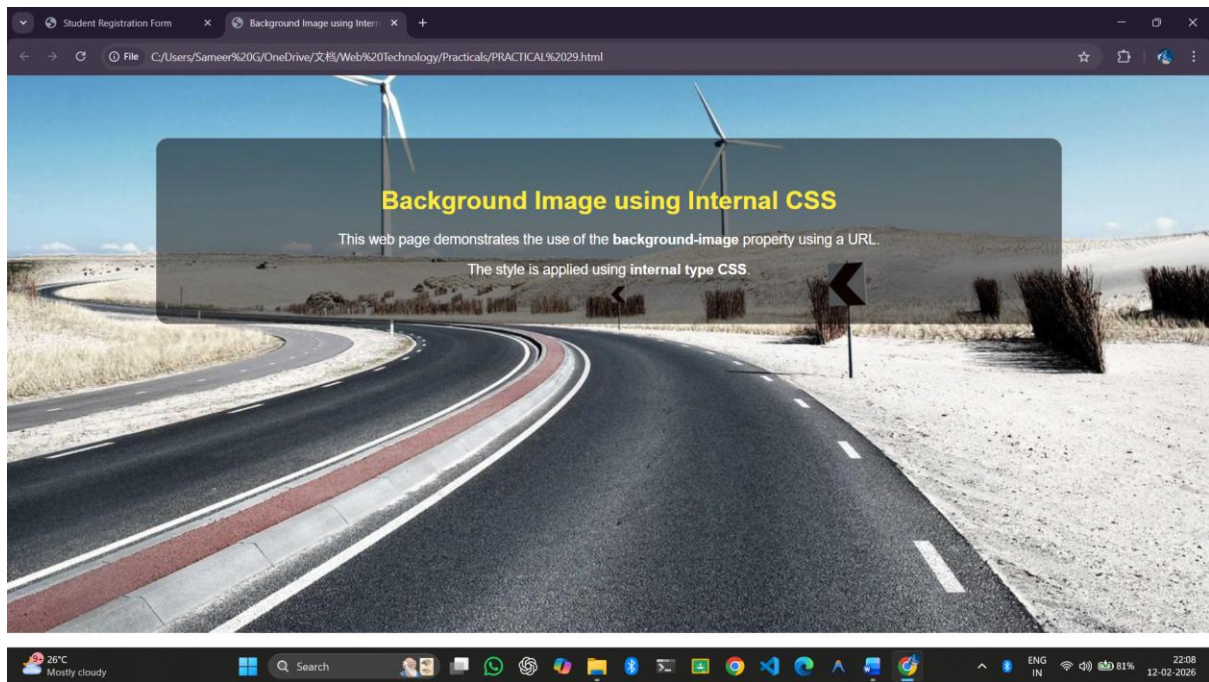 Student Registration Form
Background Image using Intern
File C:/Users/Sameer%20G/OneDrive/文档/Web%20Technology/Practicals/PRACTICAL%2029.html
Background Image using Internal CSS
This web page demonstrates the use of the background-image property using a URL.
The style is applied using internal type CSS.
26°C
Mostly cloudy
Search
ENG
IN
81%
22:08
12-02-2026